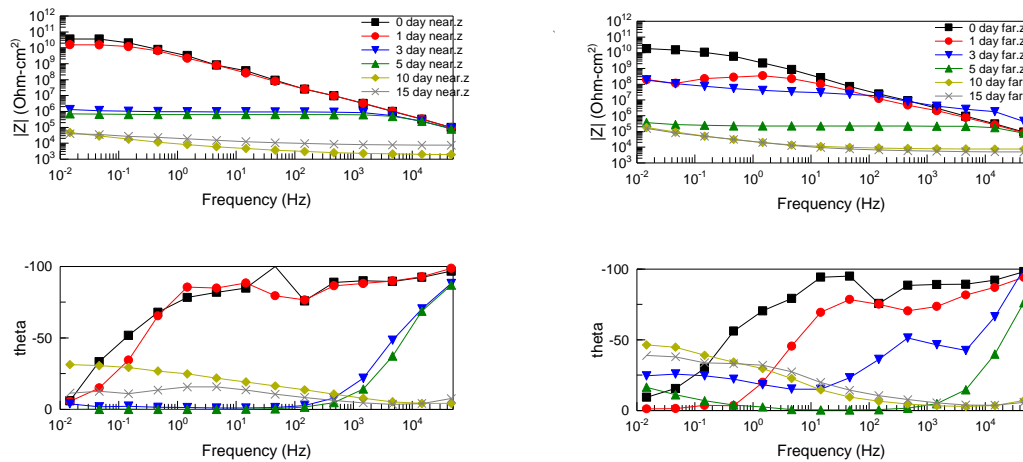 10^12
10^11
10^10
10^9
10^8
10^7
10^6
10^5
10^4
10^3
|Z| (Ohm-cm^2)
0 day near.z
1 day near.z
3 day near.z
5 day near.z
10 day near.z
15 day near.z
10^-2 10^-1 10^0 10^1 10^2 10^3 10^4
Frequency (Hz)
10^12
10^11
10^10
10^9
10^8
10^7
10^6
10^5
10^4
10^3
|Z| (Ohm-cm^2)
0 day far.z
1 day far.z
3 day far.z
5 day far.z
10 day far.z
15 day far.z
10^-2 10^-1 10^0 10^1 10^2 10^3 10^4
Frequency (Hz)
-100
-50
0
theta
10^-2 10^-1 10^0 10^1 10^2 10^3 10^4
Frequency (Hz)
-100
-50
0
theta
10^-2 10^-1 10^0 10^1 10^2 10^3 10^4
Frequency (Hz)